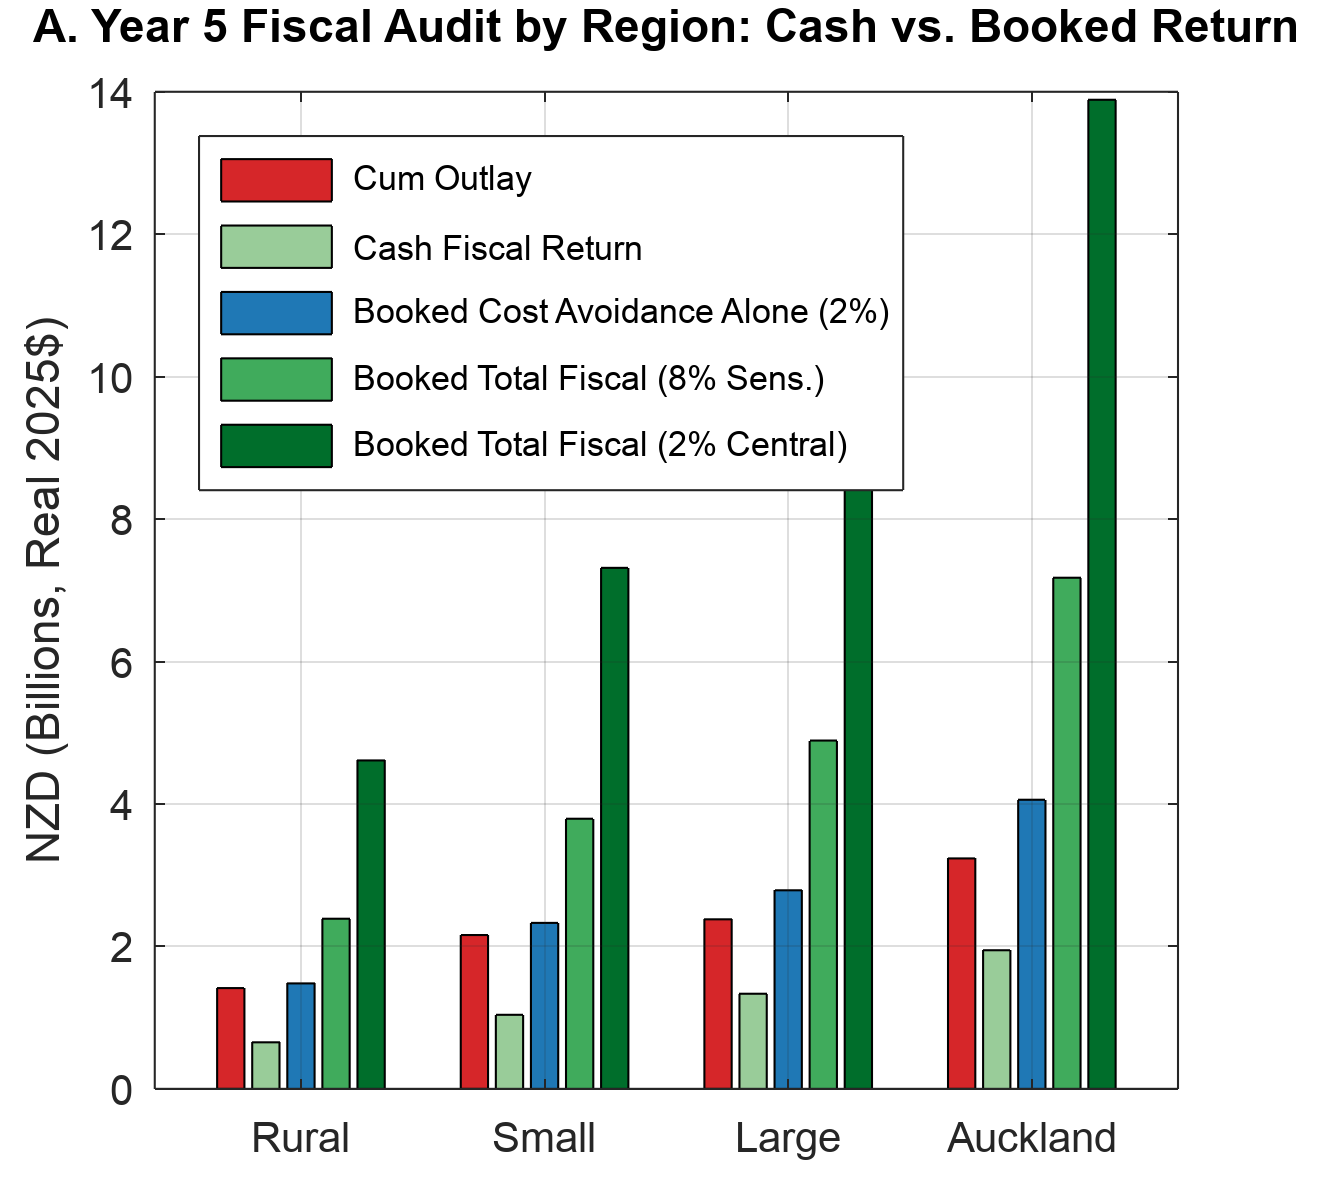 A. Year 5 Fiscal Audit by Region: Cash vs. Booked Return
NZD (Billions, Real 2025$)
14
12
10
8
6
4
2
0
Cum Outlay
Cash Fiscal Return
Booked Cost Avoidance Alone (2%)
Booked Total Fiscal (8% Sens.)
Booked Total Fiscal (2% Central)
Rural
Small
Large
Auckland